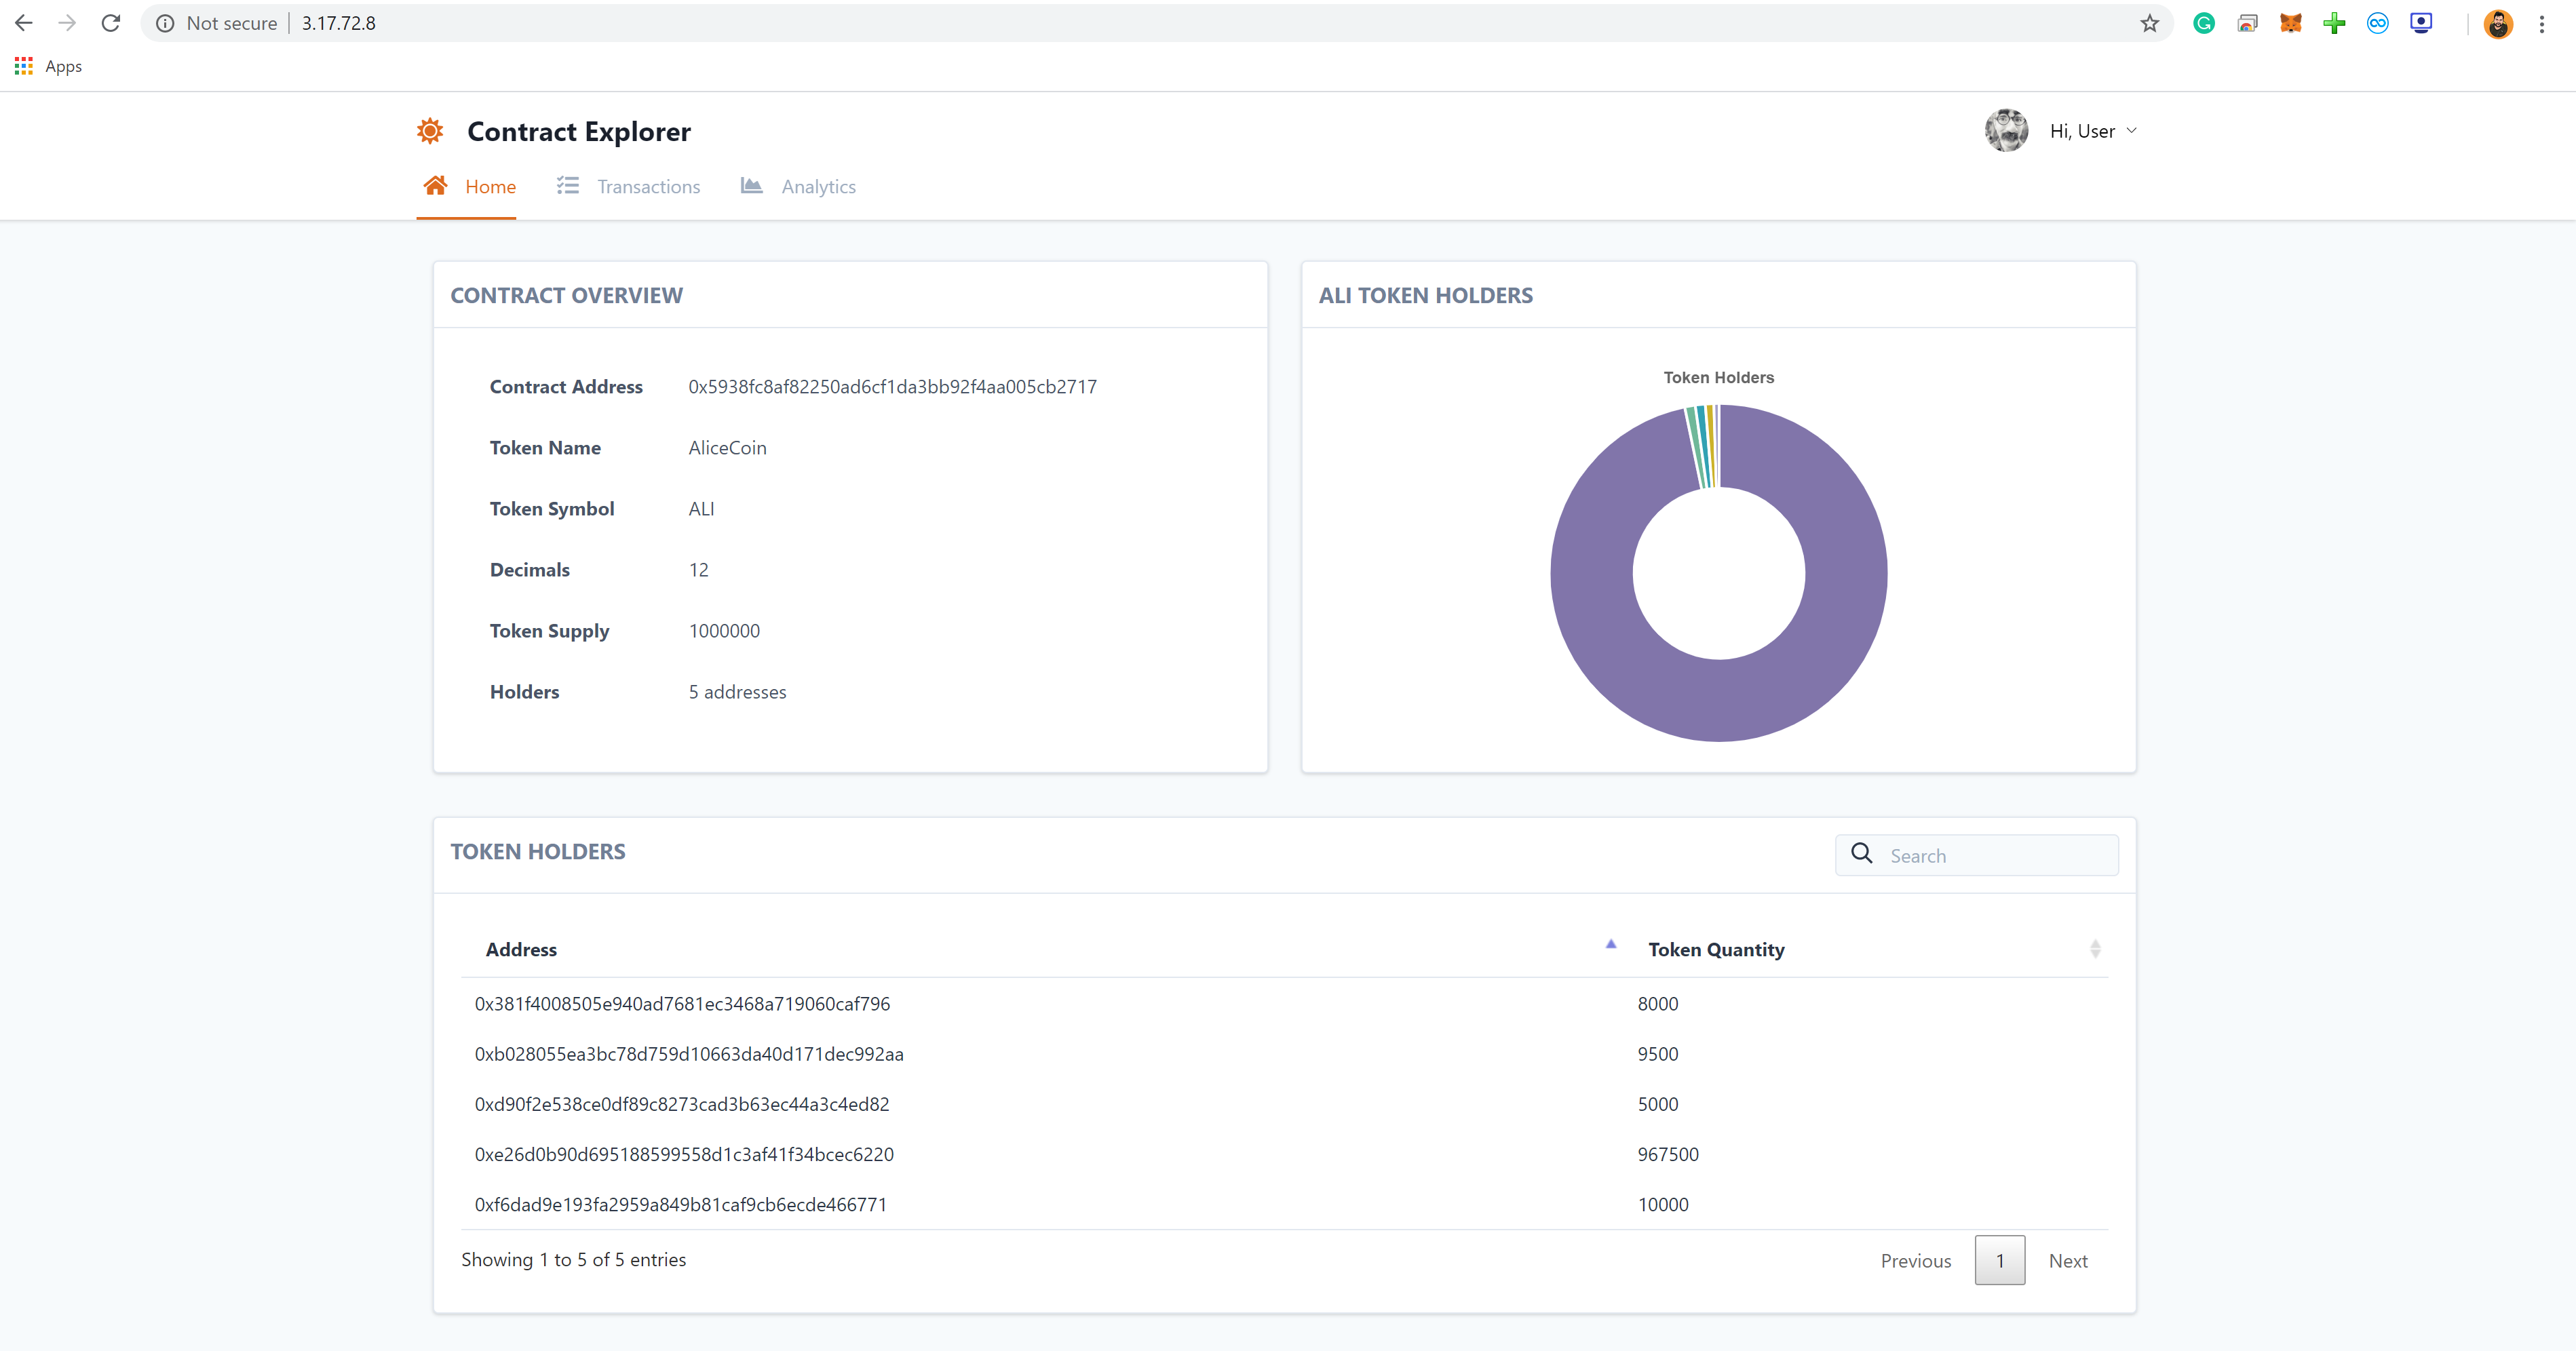 Not secure | 3.17.72.8
Apps
Contract Explorer
Hi, User
Home
Transactions
Analytics
CONTRACT OVERVIEW
Contract Address 0x5938fc8af82250ad6cf1da3bb92f4aa005cb2717
Token Name AliceCoin
Token Symbol ALI
Decimals 12
Token Supply 1000000
Holders 5 addresses
ALI TOKEN HOLDERS
Token Holders
TOKEN HOLDERS
Search
Address Token Quantity
0x381f4008505e940ad7681ec3468a719060caf796 8000
0xb028055ea3bc78d759d10663da40d171dec992aa 9500
0xd90f2e538ce0df89c8273cad3b63ec44a3c4ed82 5000
0xe26d0b90d695188599558d1c3af41f34bcec6220 967500
0xf6dad9e193fa2959a849b81caf9cb6ecde466771 10000
Showing 1 to 5 of 5 entries
Previous 1 Next